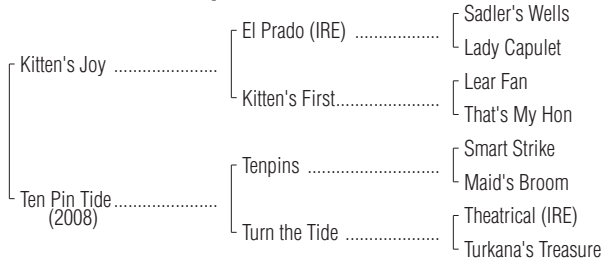 Sadler's Wells
El Prado (IRE) ..................
Lady Capulet
Kitten's Joy ......................
Lear Fan
Kitten's First......................
That's My Hon
Smart Strike
Tenpins ............................
Maid's Broom
Ten Pin Tide......................
(2008)
Theatrical (IRE)
Turn the Tide ....................
Turkana's Treasure